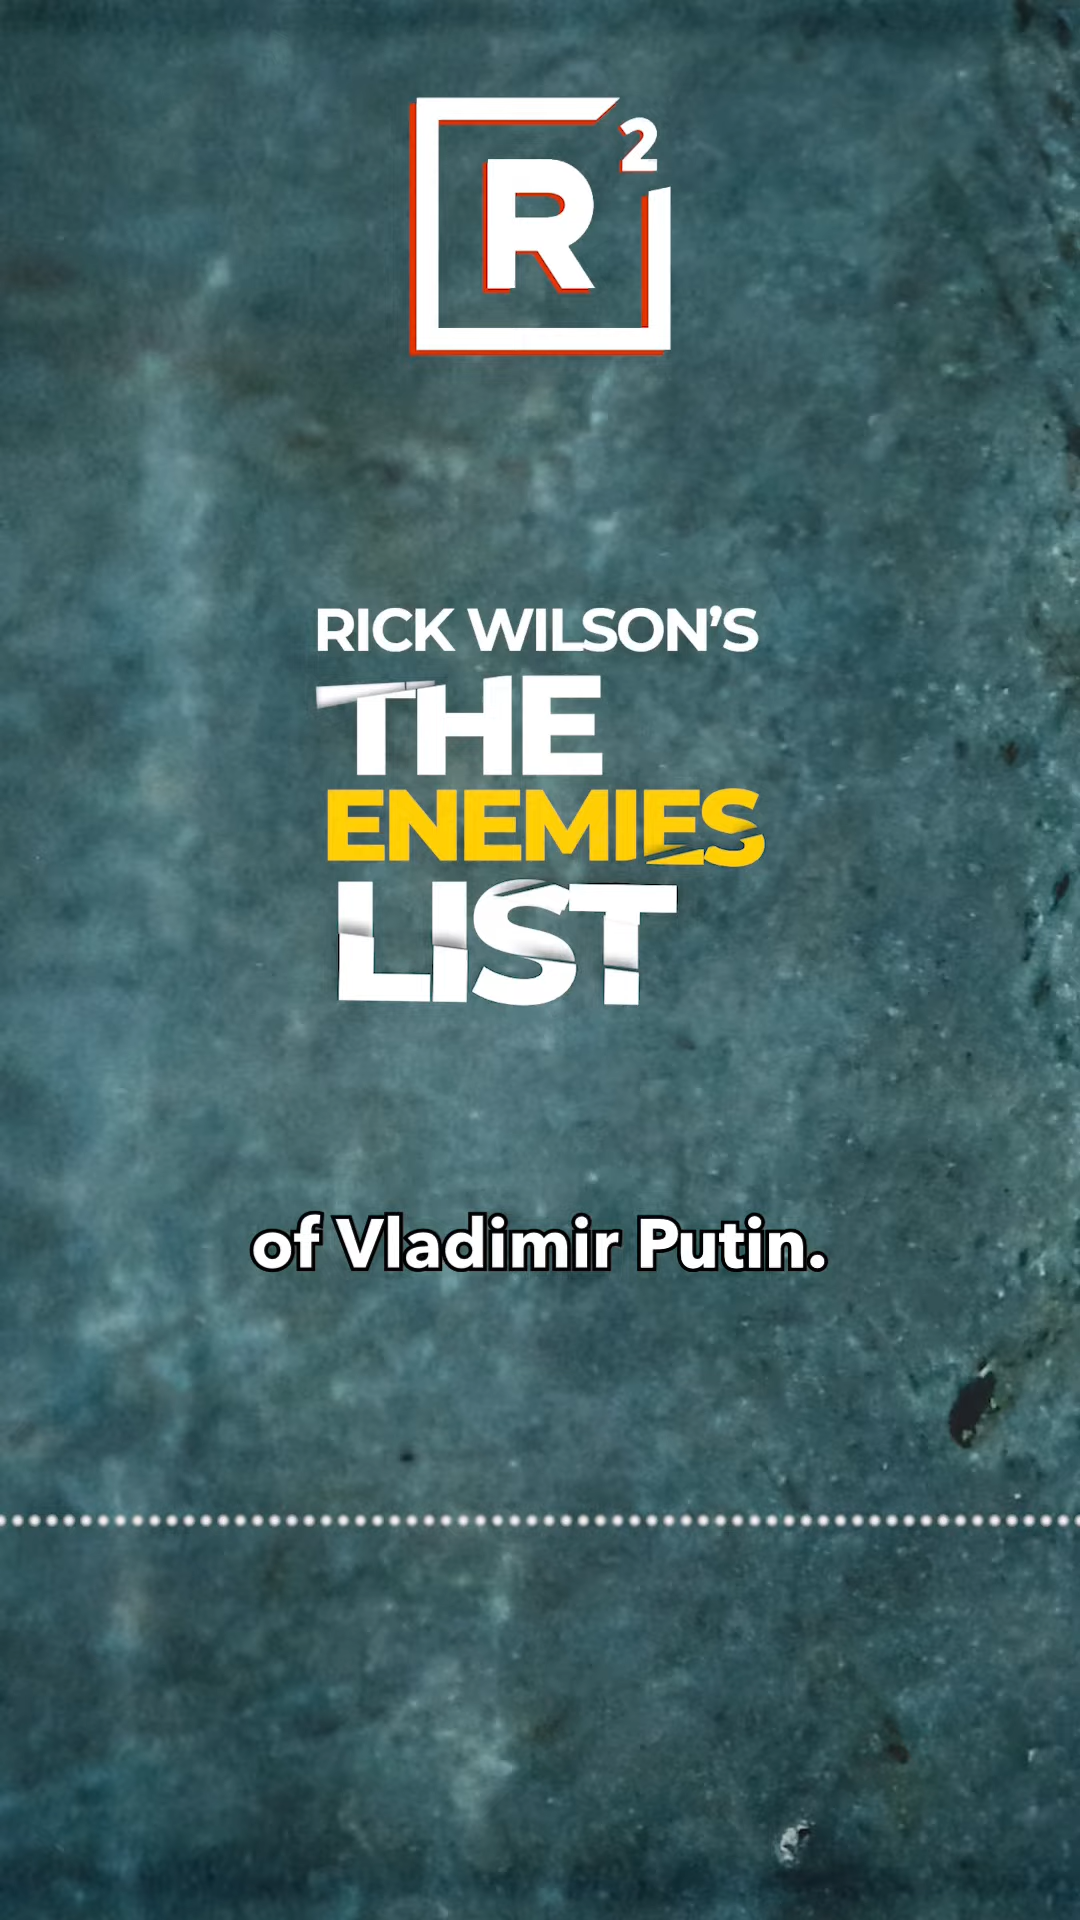 R²
RICK WILSON’S
THE
ENEMIES
LIST
of Vladimir Putin.